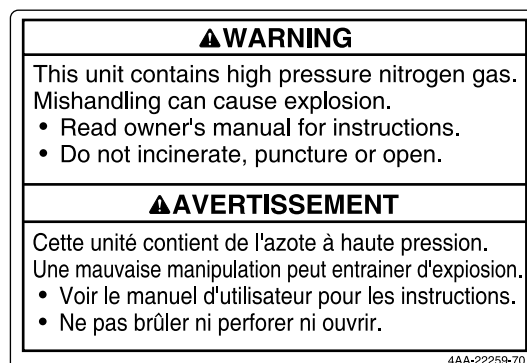 ⚠WARNING
This unit contains high pressure nitrogen gas.
Mishandling can cause explosion.
• Read owner's manual for instructions.
• Do not incinerate, puncture or open.
⚠AVERTISSEMENT
Cette unité contient de l'azote à haute pression.
Une mauvaise manipulation peut entrainer d'explosion.
• Voir le manuel d'utilisateur pour les instructions.
• Ne pas brûler ni perforer ni ouvrir.
4AA-22259-70